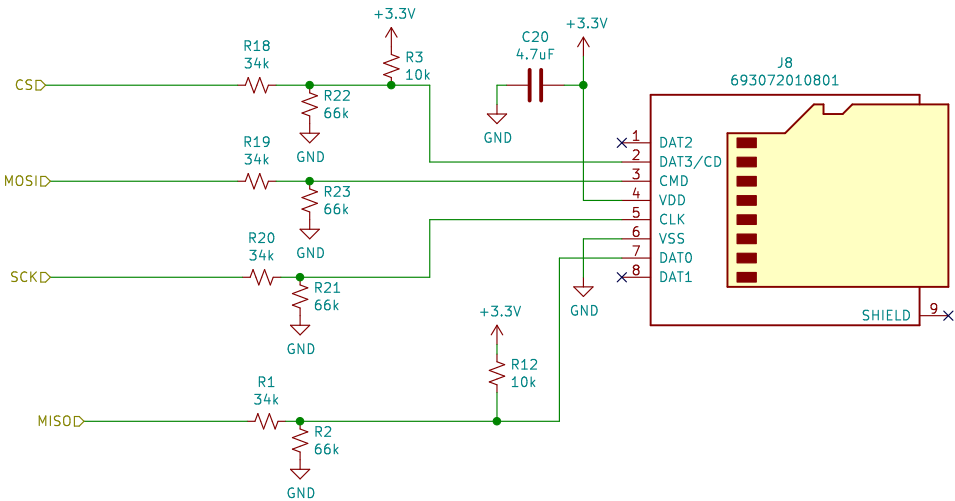 +3.3V
+3.3V
C20
4.7uF
R18
34k
R3
10k
J8
693072010801
CS
R22
66k
GND
GND
R19
34k
1 DAT2
2 DAT3/CD
MOSI
3 CMD
R23
66k
4 VDD
5 CLK
R20
34k
GND
6 VSS
7 DAT0
SCK
8 DAT1
R21
66k
GND
SHIELD 9
+3.3V
GND
R12
10k
R1
34k
MISO
R2
66k
GND